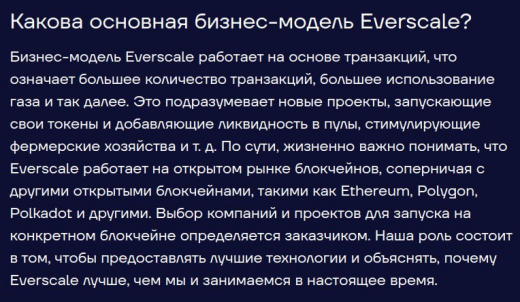 Какова основная бизнес-модель Everscale?
Бизнес-модель Everscale работает на основе транзакций, что
означает большее количество транзакций, большее использование
газа и так далее. Это подразумевает новые проекты, запускающие
свои токены и добавляющие ликвидность в пулы, стимулирующие
фермерские хозяйства и т. д. По сути, жизненно важно понимать, что
Everscale работает на открытом рынке блокчейнов, соперничая с
другими открытыми блокчейнами, такими как Ethereum, Polygon,
Polkadot и другими. Выбор компаний и проектов для запуска на
конкретном блокчейне определяется заказчиком. Наша роль состоит
в том, чтобы предоставлять лучшие технологии и объяснять, почему
Everscale лучше, чем мы и занимаемся в настоящее время.